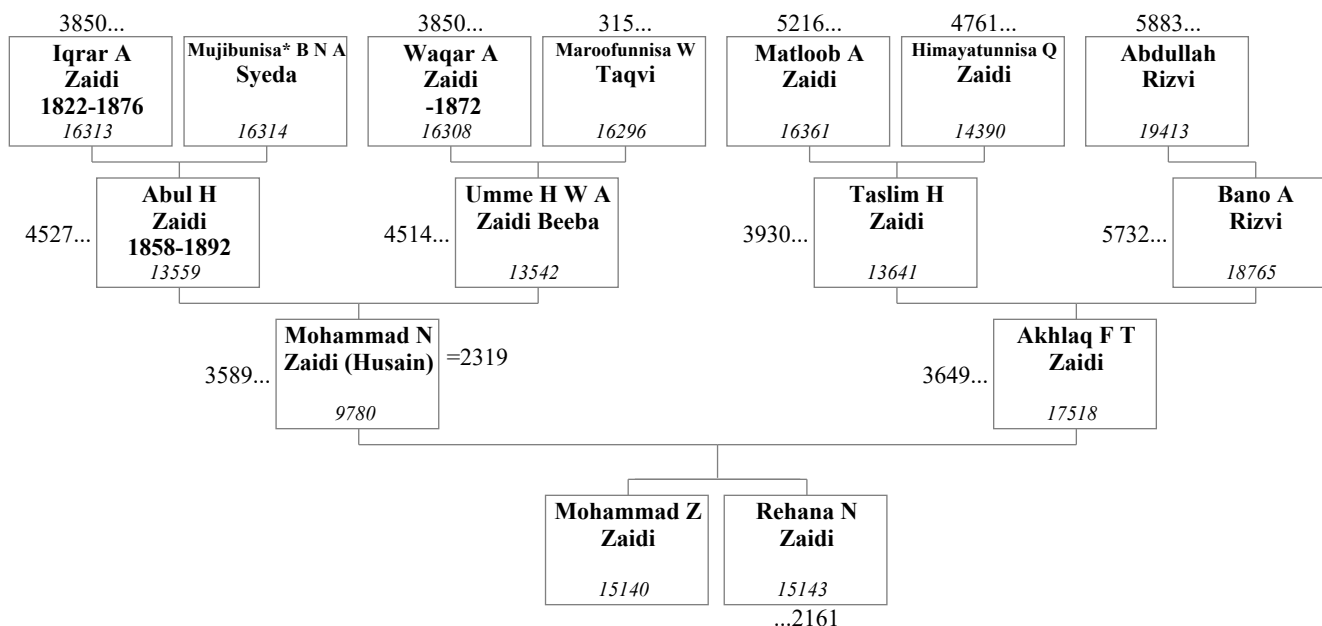 3850...
3850...
315...
5216...
4761...
5883...
Iqrar A
Zaidi
1822-1876
16313
Mujibunisa* B N A
Syeda
16314
Waqar A
Zaidi
-1872
16308
Maroofunnisa W
Taqvi
16296
Matloob A
Zaidi
16361
Himayatunnisa Q
Zaidi
14390
Abdullah
Rizvi
19413
4527...
Abul H
Zaidi
1858-1892
13559
4514...
Umme H W A
Zaidi Beeba
13542
3930...
Taslim H
Zaidi
13641
5732...
Bano A
Rizvi
18765
3589...
Mohammad N
Zaidi (Husain)
9780
=2319
3649...
Akhlaq F T
Zaidi
17518
Mohammad Z
Zaidi
15140
Rehana N
Zaidi
15143
...2161